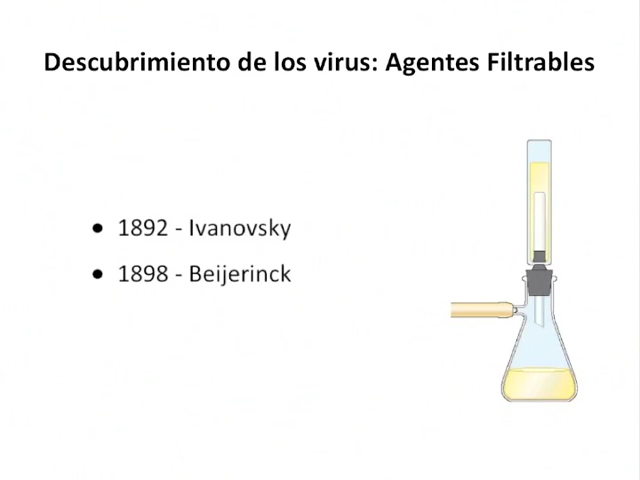 Descubrimiento de los virus: Agentes Filtrables
• 1892 - Ivanovsky
• 1898 - Beijerinck